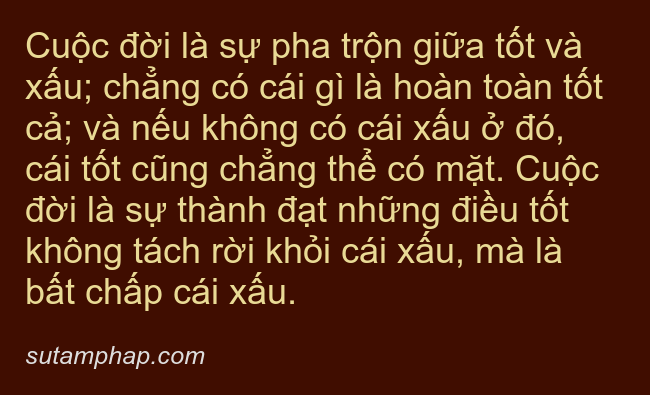 Cuộc đời là sự pha trộn giữa tốt và
xấu; chẳng có cái gì là hoàn toàn tốt
cả; và nếu không có cái xấu ở đó,
cái tốt cũng chẳng thể có mặt. Cuộc
đời là sự thành đạt những điều tốt
không tách rời khỏi cái xấu, mà là
bất chấp cái xấu.
sutamphap.com